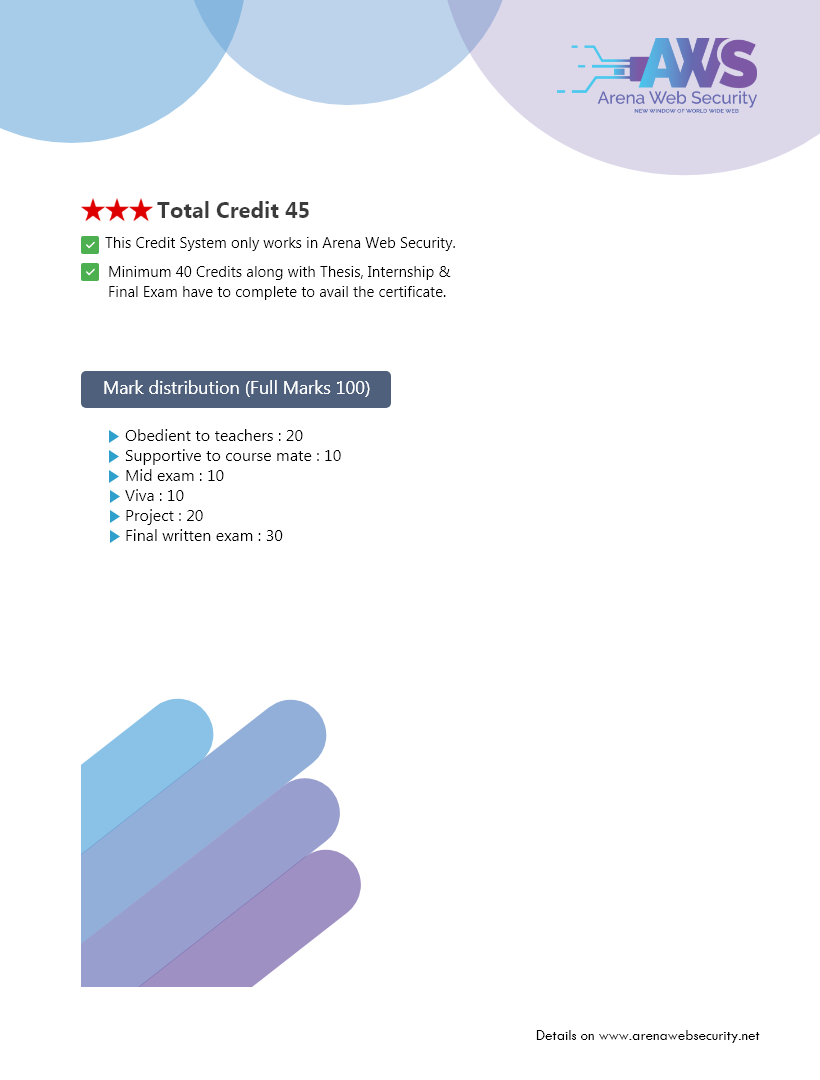 AWS
Arena Web Security
NEW WINDOW OF WORLD WIDE WEB
Total Credit 45
This Credit System only works in Arena Web Security.
Minimum 40 Credits along with Thesis, Internship &
Final Exam have to complete to avail the certificate.
Mark distribution (Full Marks 100)
Obedient to teachers : 20
Supportive to course mate : 10
Mid exam : 10
Viva : 10
Project : 20
Final written exam : 30
Details on www.arenawebsecurity.net